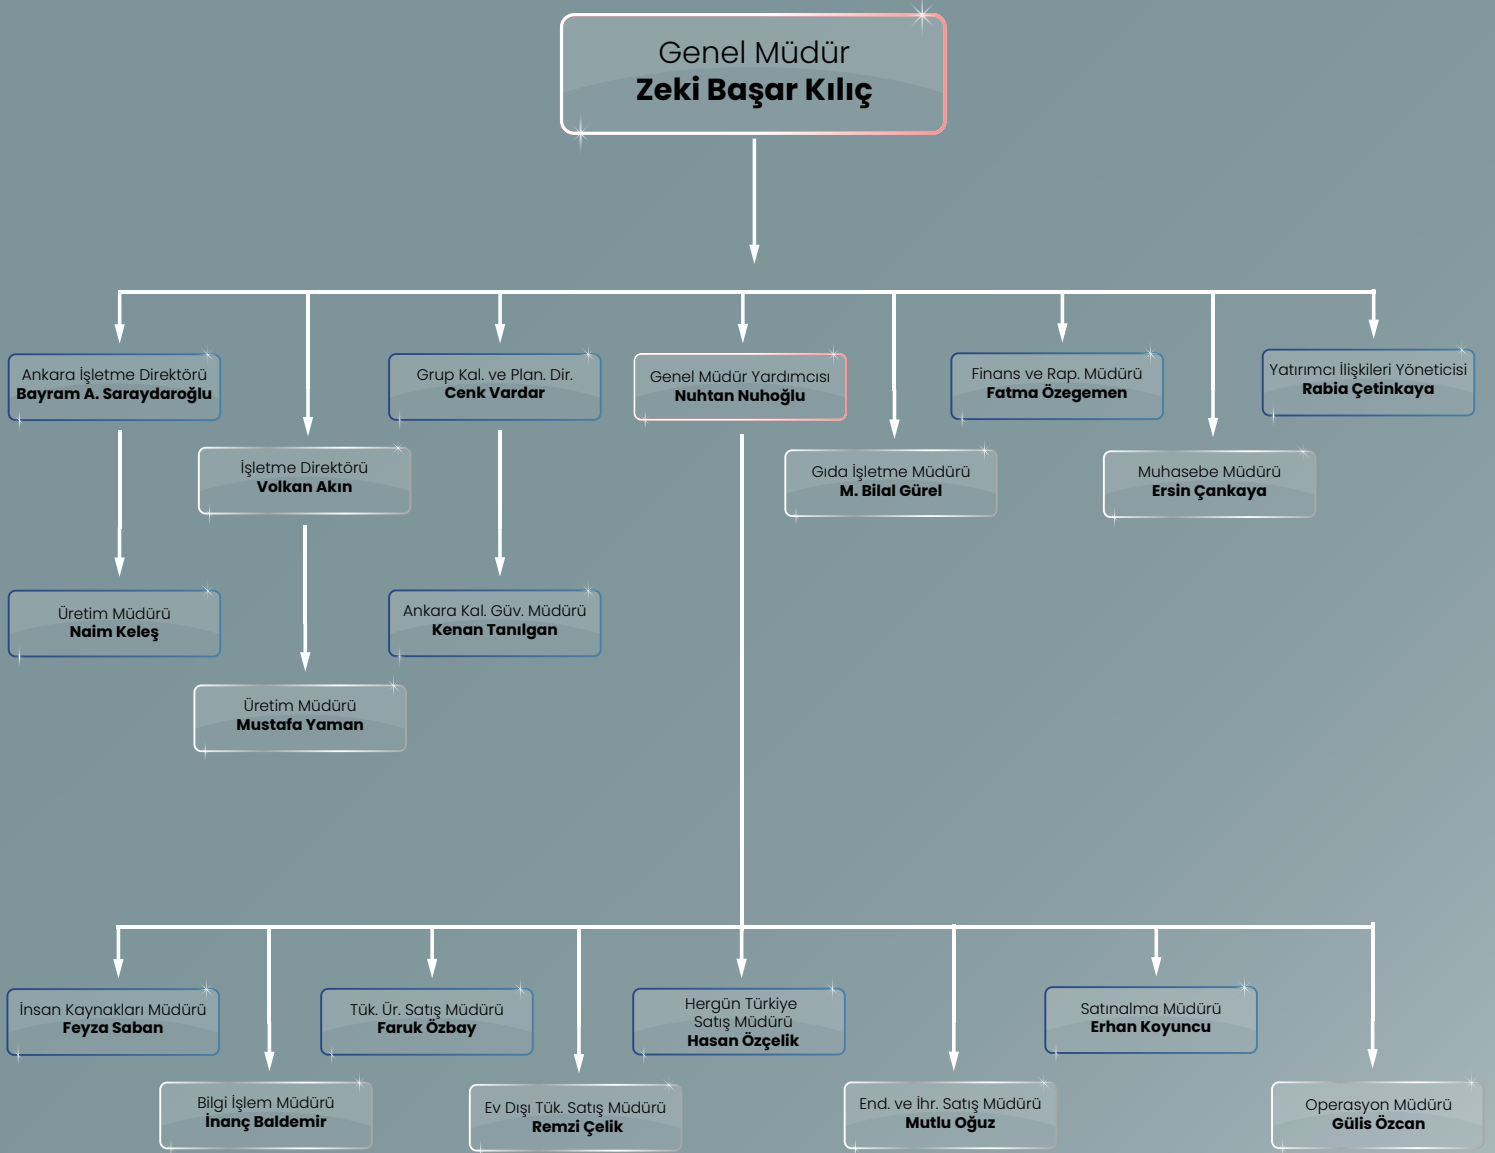 Genel Müdür
Zeki Başar Kılıç
Ankara İşletme Direktörü
Bayram A. Saraydaroğlu
Grup Kal. ve Plan. Dir.
Cenk Vardar
Genel Müdür Yardımcısı
Nuhtan Nuhoğlu
Finans ve Rap. Müdürü
Fatma Özegemen
Yatırımcı İlişkileri Yöneticisi
Rabia Çetinkaya
İşletme Direktörü
Volkan Akın
Gıda İşletme Müdürü
M. Bilal Gürel
Muhasebe Müdürü
Ersin Çankaya
Üretim Müdürü
Naim Keleş
Ankara Kal. Güv. Müdürü
Kenan Tanılgan
Üretim Müdürü
Mustafa Yaman
İnsan Kaynakları Müdürü
Feyza Saban
Tük. Ür. Satış Müdürü
Faruk Özbay
Hergün Türkiye
Satış Müdürü
Hasan Özçelik
Satınalma Müdürü
Erhan Koyuncu
Bilgi İşlem Müdürü
İnanç Baldemir
Ev Dışı Tük. Satış Müdürü
Remzi Çelik
End. ve İhr. Satış Müdürü
Mutlu Oğuz
Operasyon Müdürü
Gülis Özcan